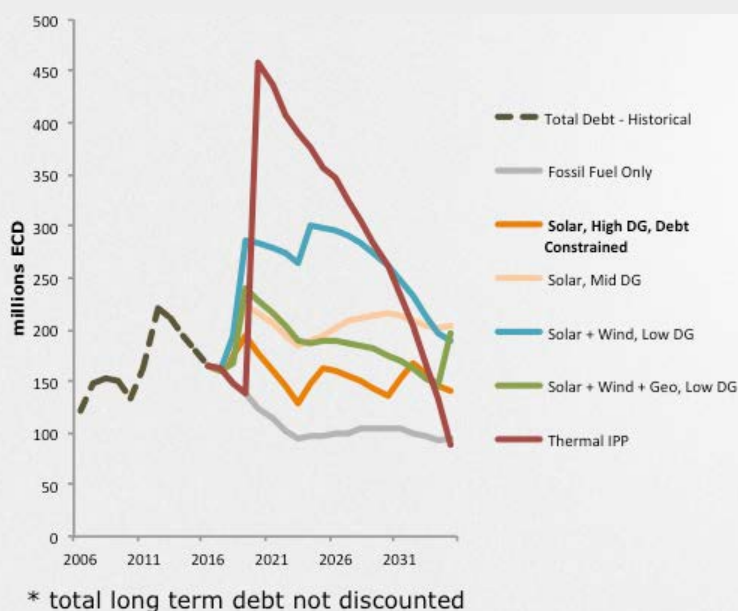 500
450
400
350
300
250
200
150
100
50
0
millions ECD
2006 2011 2016 2021 2026 2031
Total Debt - Historical
Fossil Fuel Only
Solar, High DG, Debt
Constrained
Solar, Mid DG
Solar + Wind, Low DG
Solar + Wind + Geo, Low DG
Thermal IPP
* total long term debt not discounted